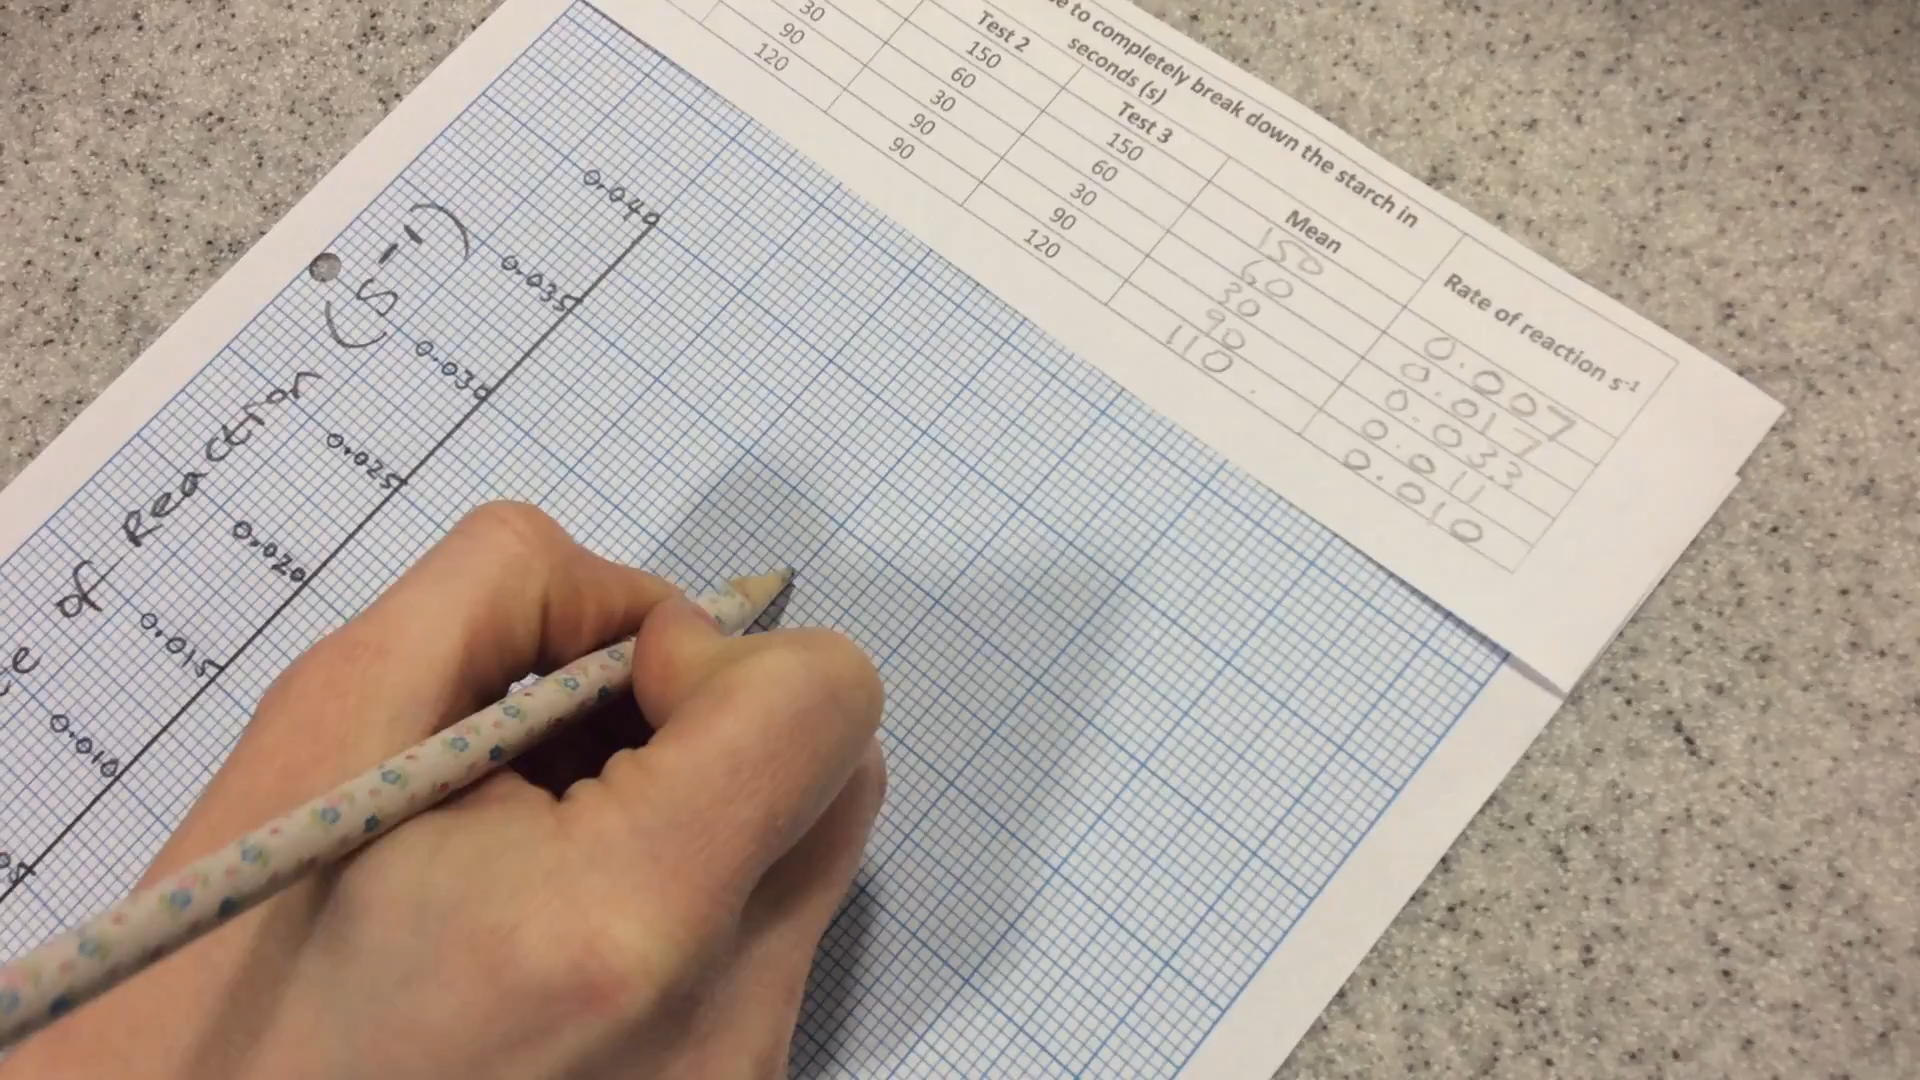 e to completely break down the starch in
seconds (s)
Test 2 Test 3 Mean Rate of reaction s⁻¹
150 150 150 0.007
30 60 60 60 0.017
90 30 30 30 0.033
120 90 90 90 0.011
90 120 110 0.010
0.040
0.035
0.030
0.025
0.020
0.015
0.010
05
e of Reaction (s⁻¹)